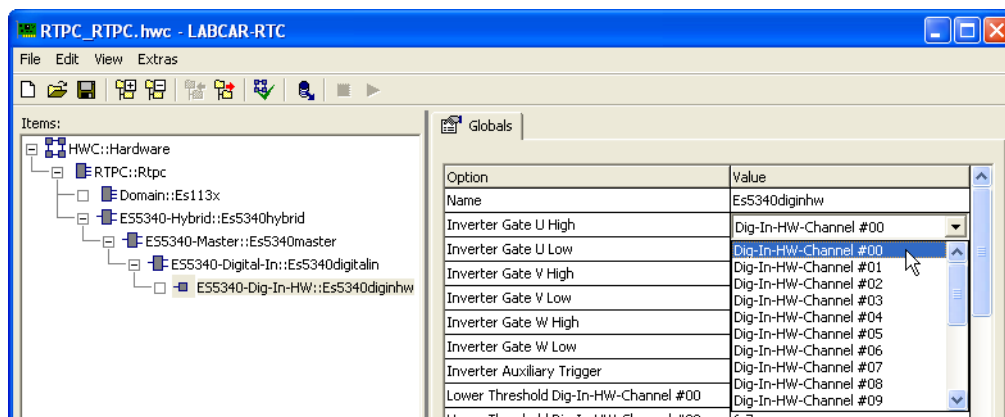 RTPC_RTPC.hwc - LABCAR-RTC
File Edit View Extras
Items:
HWC::Hardware
RTPC::Rtpc
Domain::Es113x
ES5340-Hybrid::Es5340hybrid
ES5340-Master::Es5340master
ES5340-Digital-In::Es5340digitalin
ES5340-Dig-In-HW::Es5340diginhw
Globals
Option Value
Name Es5340diginhw
Inverter Gate U High Dig-In-HW-Channel #00
Inverter Gate U Low
Inverter Gate V High
Inverter Gate V Low
Inverter Gate W High
Inverter Gate W Low
Inverter Auxiliary Trigger
Lower Threshold Dig-In-HW-Channel #00
Dig-In-HW-Channel #00
Dig-In-HW-Channel #01
Dig-In-HW-Channel #02
Dig-In-HW-Channel #03
Dig-In-HW-Channel #04
Dig-In-HW-Channel #05
Dig-In-HW-Channel #06
Dig-In-HW-Channel #07
Dig-In-HW-Channel #08
Dig-In-HW-Channel #09